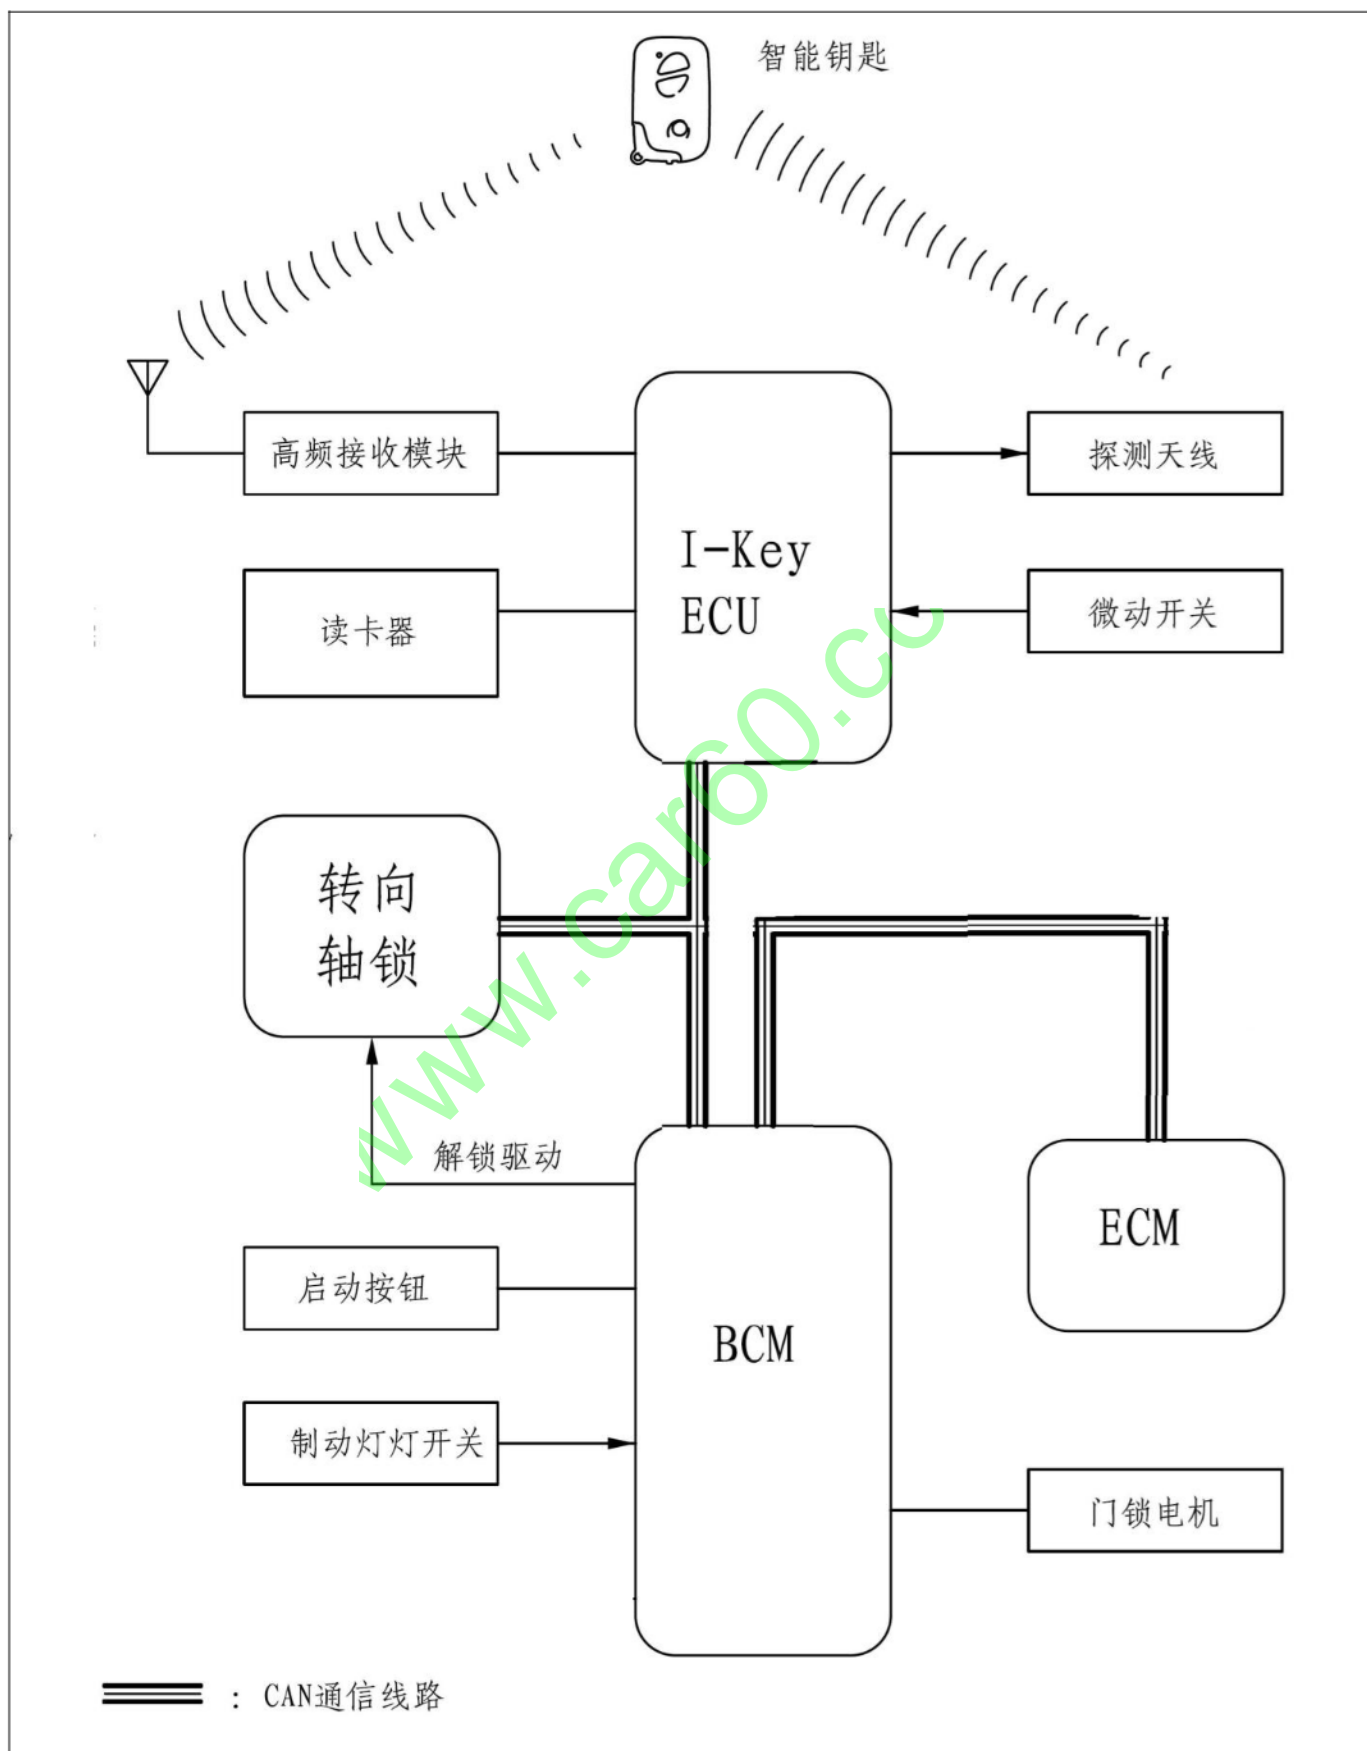 智能钥匙
高频接收模块
探测天线
I-Key
ECU
读卡器
微动开关
转向
轴锁
www.car60.co
解锁驱动
ECM
启动按钮
BCM
制动灯灯开关
门锁电机
: CAN通信线路